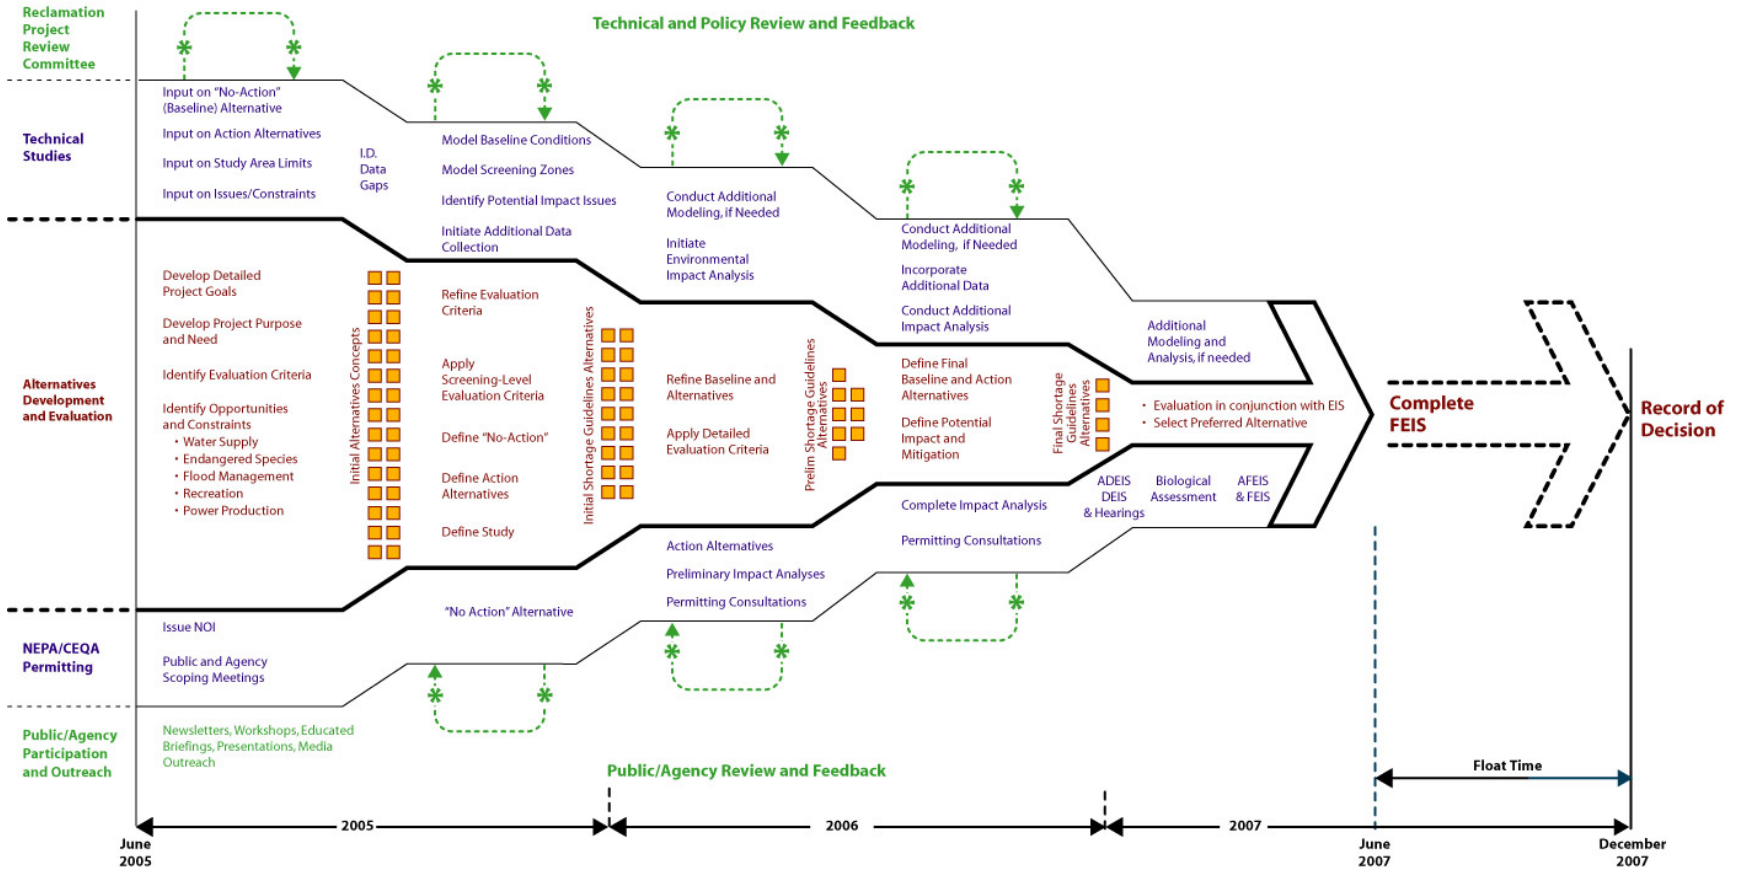 Reclamation
Project
Review
Committee
Technical and Policy Review and Feedback
Technical
Studies
Input on "No-Action"
(Baseline) Alternative
Input on Action Alternatives
Input on Study Area Limits
Input on Issues/Constraints
I.D.
Data
Gaps
Model Baseline Conditions
Model Screening Zones
Identify Potential Impact Issues
Initiate Additional Data
Collection
Conduct Additional
Modeling, if Needed
Initiate
Environmental
Impact Analysis
Conduct Additional
Modeling, if Needed
Incorporate
Additional Data
Conduct Additional
Impact Analysis
Additional
Modeling and
Analysis, if needed
Alternatives
Development
and Evaluation
Develop Detailed
Project Goals
Develop Project Purpose
and Need
Identify Evaluation Criteria
Identify Opportunities
and Constraints
• Water Supply
• Endangered Species
• Flood Management
• Recreation
• Power Production
Initial Alternatives Concepts
Refine Evaluation
Criteria
Apply
Screening-Level
Evaluation Criteria
Define "No-Action"
Define Action
Alternatives
Define Study
Initial Shortage Guidelines Alternatives
Refine Baseline and
Alternatives
Apply Detailed
Evaluation Criteria
Prelim Shortage Guidelines
Alternatives
Define Final
Baseline and Action
Alternatives
Define Potential
Impact and
Mitigation
Final Shortage
Guidelines
Alternatives
• Evaluation in conjunction with EIS
• Select Preferred Alternative
Complete
FEIS
Record of
Decision
NEPA/CEQA
Permitting
Issue NOI
Public and Agency
Scoping Meetings
"No Action" Alternative
Action Alternatives
Preliminary Impact Analyses
Permitting Consultations
Complete Impact Analysis
Permitting Consultations
ADEIS
DEIS
& Hearings
Biological
Assessment
AFEIS
& FEIS
Public/Agency
Participation
and Outreach
Newsletters, Workshops, Educated
Briefings, Presentations, Media
Outreach
Public/Agency Review and Feedback
Float Time
2005
2006
2007
June
2005
June
2007
December
2007